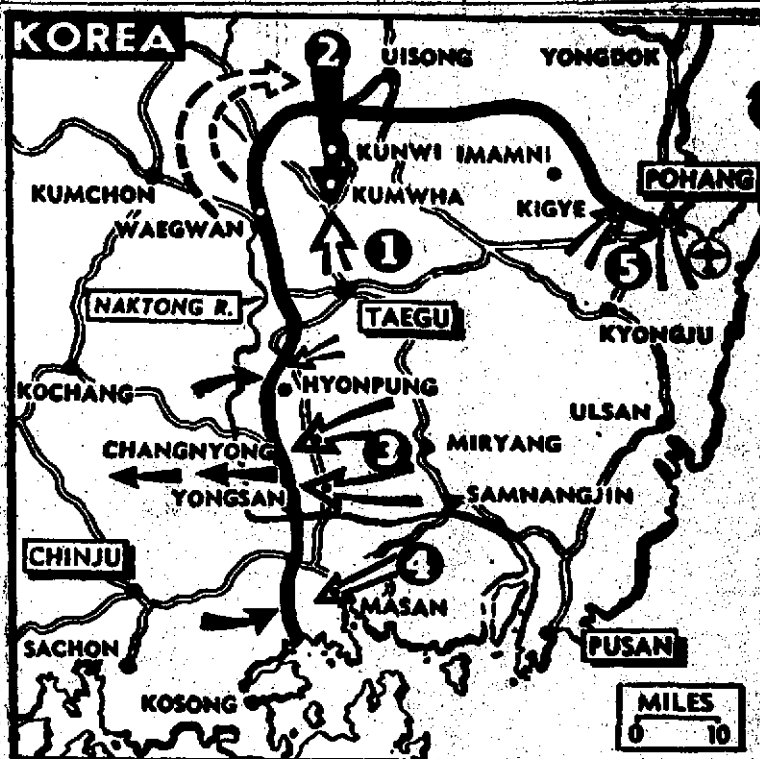 KOREA
2
UISONG
YONGDOK
KUNWI
IMAMNI
KUMCHON
KUMWHA
POHANG
KIGYE
WAEGWAN
1
5
NAKTONG R.
TAEGU
KYONGJU
KOCHANG
HYONPUNG
ULSAN
CHANGNYONG
3
MIRYANG
YONGSAN
SAMNANGJIN
CHINJU
4
MASAN
SACHON
PUSAN
KOSONG
MILES
0 10